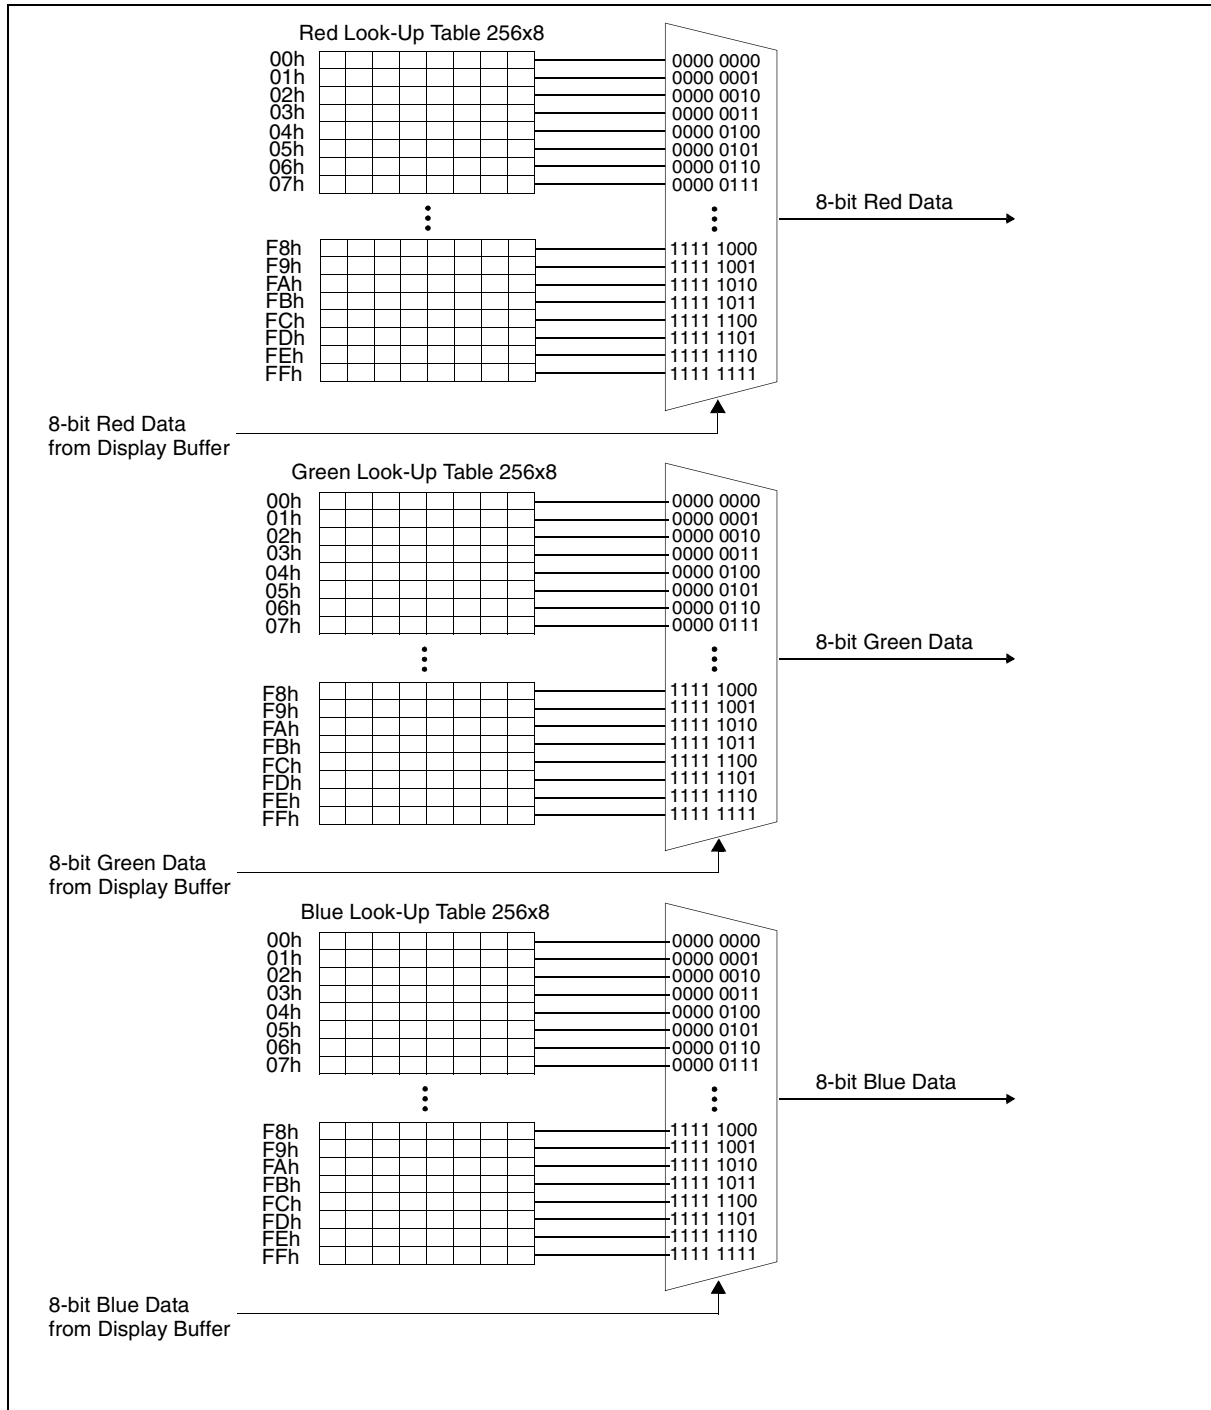 Red Look-Up Table 256x8
00h 0000 0000
01h 0000 0001
02h 0000 0010
03h 0000 0011
04h 0000 0100
05h 0000 0101
06h 0000 0110
07h 0000 0111
8-bit Red Data
F8h 1111 1000
F9h 1111 1001
FAh 1111 1010
FBh 1111 1011
FCh 1111 1100
FDh 1111 1101
FEh 1111 1110
FFh 1111 1111
8-bit Red Data
from Display Buffer
Green Look-Up Table 256x8
00h 0000 0000
01h 0000 0001
02h 0000 0010
03h 0000 0011
04h 0000 0100
05h 0000 0101
06h 0000 0110
07h 0000 0111
8-bit Green Data
F8h 1111 1000
F9h 1111 1001
FAh 1111 1010
FBh 1111 1011
FCh 1111 1100
FDh 1111 1101
FEh 1111 1110
FFh 1111 1111
8-bit Green Data
from Display Buffer
Blue Look-Up Table 256x8
00h 0000 0000
01h 0000 0001
02h 0000 0010
03h 0000 0011
04h 0000 0100
05h 0000 0101
06h 0000 0110
07h 0000 0111
8-bit Blue Data
F8h 1111 1000
F9h 1111 1001
FAh 1111 1010
FBh 1111 1011
FCh 1111 1100
FDh 1111 1101
FEh 1111 1110
FFh 1111 1111
8-bit Blue Data
from Display Buffer